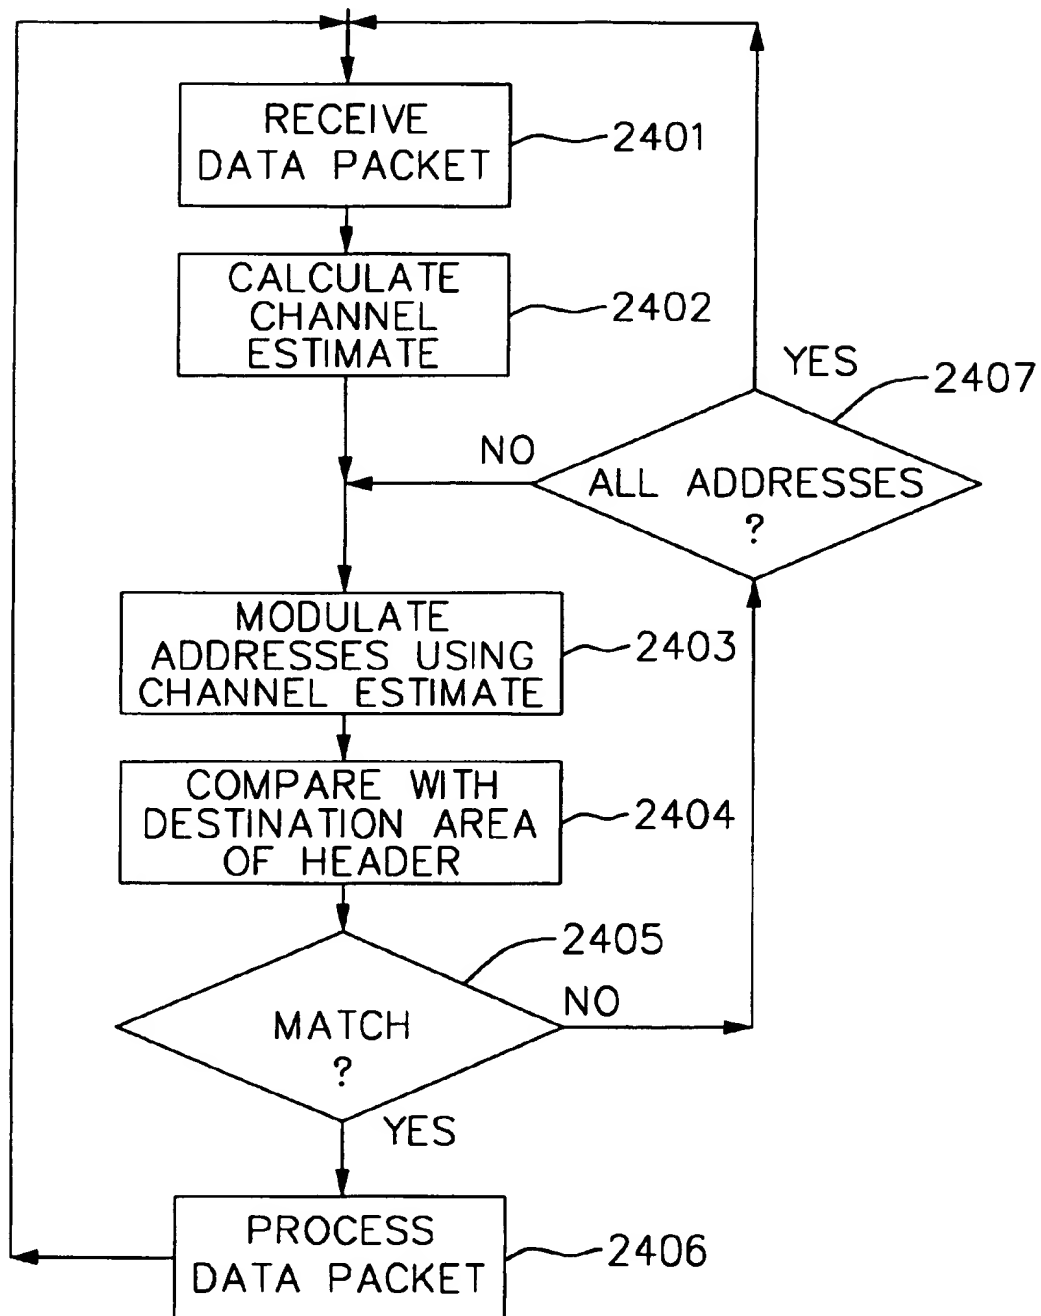 RECEIVE
DATA PACKET
2401
CALCULATE
CHANNEL
ESTIMATE
2402
YES
2407
NO
ALL ADDRESSES
?
MODULATE
ADDRESSES USING
CHANNEL ESTIMATE
2403
COMPARE WITH
DESTINATION AREA
OF HEADER
2404
2405
NO
MATCH
?
YES
PROCESS
DATA PACKET
2406